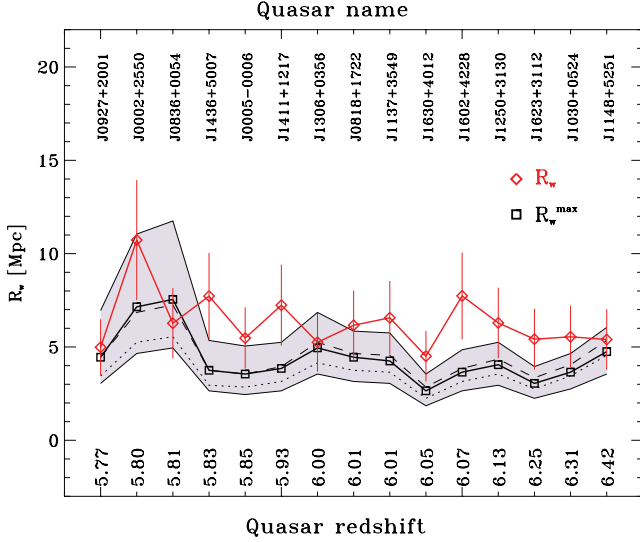 Quasar name
20
15
10
5
0
R_w [Mpc]
J0927+2001
J0002+2550
J0836+0054
J1436+5007
J0005-0006
J1411+1217
J1306+0356
J0818+1722
J1137+3549
J1630+4012
J1602+4228
J1250+3130
J1623+3112
J1030+0524
J1148+5251
R_w
R_w^max
5.77
5.80
5.81
5.83
5.85
5.93
6.00
6.01
6.01
6.05
6.07
6.13
6.25
6.31
6.42
Quasar redshift